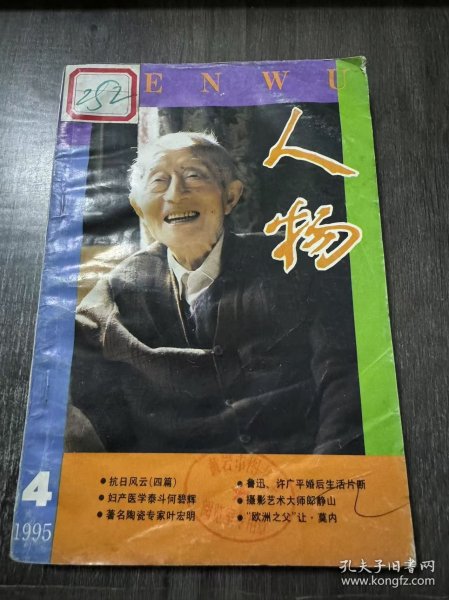 252
ENWU
人物
●抗日风云(四篇)
●妇产医学泰斗何碧辉
●著名陶瓷专家叶宏明
●鲁迅、许广平婚后生活片断
●摄影艺术大师郎静山
●“欧洲之父”让·莫内
4
1995
孔夫子旧书网
book.kongfz.com